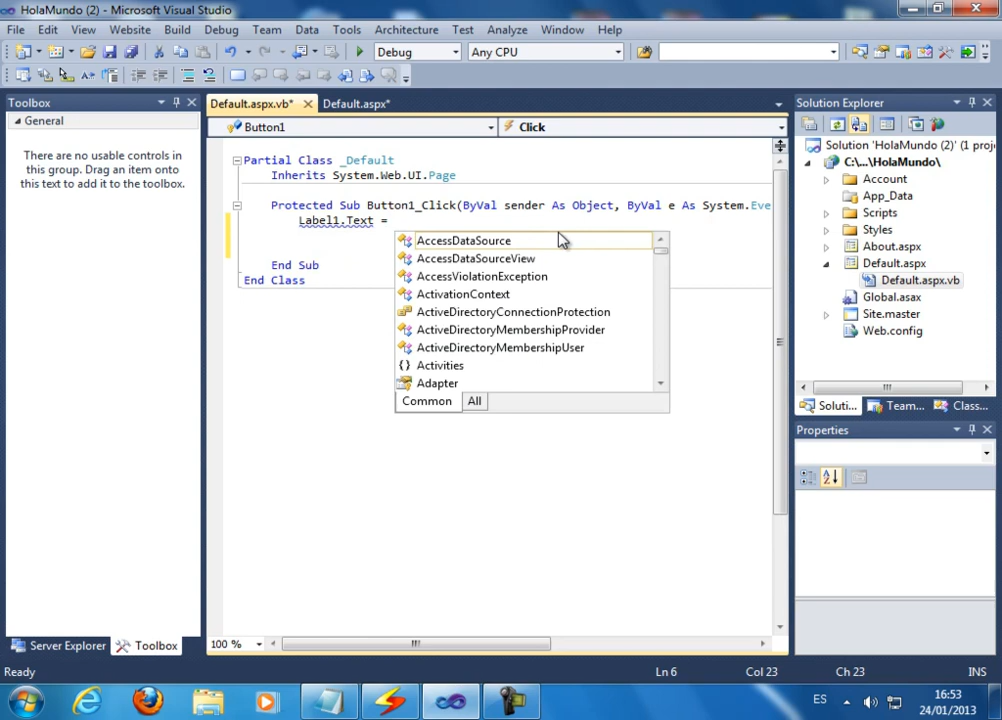 HolaMundo (2) - Microsoft Visual Studio
File Edit View Website Build Debug Team Data Tools Architecture Test Analyze Window Help
Debug Any CPU
Toolbox
General
There are no usable controls in
this group. Drag an item onto
this text to add it to the toolbox.
Server Explorer Toolbox
Default.aspx.vb* Default.aspx*
Button1 Click
Partial Class _Default
Inherits System.Web.UI.Page
Protected Sub Button1_Click(ByVal sender As Object, ByVal e As System.Eve
Label1.Text =
AccessDataSource
AccessDataSourceView
AccessViolationException
ActivationContext
ActiveDirectoryConnectionProtection
ActiveDirectoryMembershipProvider
ActiveDirectoryMembershipUser
{} Activities
Adapter
Common All
End Sub
End Class
100 %
Solution Explorer
Solution 'HolaMundo (2)' (1 proj
C:\...\HolaMundo\
Account
App_Data
Scripts
Styles
About.aspx
Default.aspx
Default.aspx.vb
Global.asax
Site.master
Web.config
Soluti... Team... Class...
Properties
Ready Ln 6 Col 23 Ch 23 INS
ES 16:53
24/01/2013